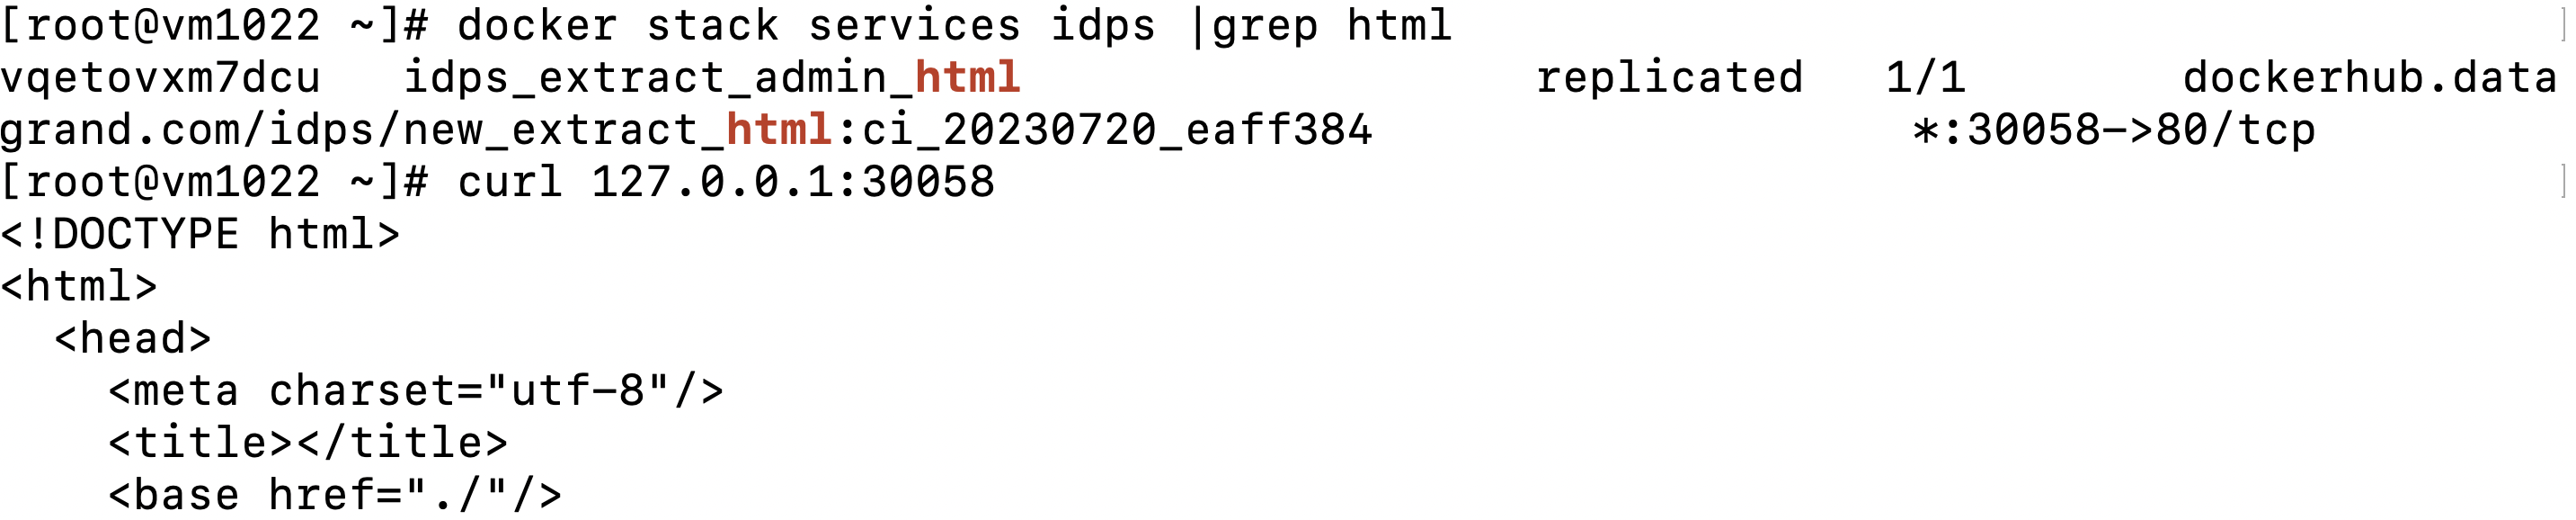 [root@vm1022 ~]# docker stack services idps |grep html ]
vqetovxm7dcu   idps_extract_admin_html                   replicated   1/1        dockerhub.data
grand.com/idps/new_extract_html:ci_20230720_eaff384                    *:30058->80/tcp
[root@vm1022 ~]# curl 127.0.0.1:30058 ]
<!DOCTYPE html>
<html>
  <head>
    <meta charset="utf-8"/>
    <title></title>
    <base href="./"/>